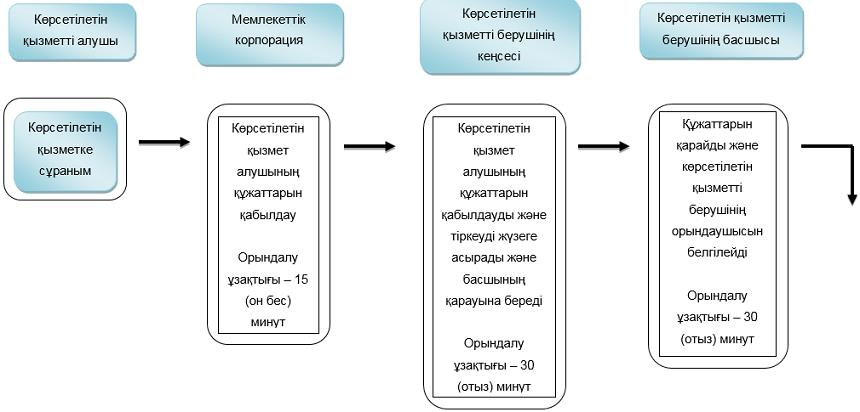 Көрсетілетін
қызметті алушы
Мемлекеттік
корпорация
Көрсетілетін
қызметті берушінің
кеңсесі
Көрсетілетін қызметті
берушінің басшысы
Көрсетілетін
қызметке
сұраным
Көрсетілетін
қызмет
алушының
құжаттарын
қабылдау
Орындалу
ұзақтығы – 15
(он бес)
минут
Көрсетілетін
қызмет
алушының
құжаттарын
қабылдауды және
тіркеуді жүзеге
асырады және
басшының
қарауына береді
Орындалу
ұзақтығы – 30
(отыз) минут
Құжаттарын
қарайды және
көрсетілетін
қызметті
берушінің
орындаушысын
белгілейді
Орындалу
ұзақтығы – 30
(отыз) минут